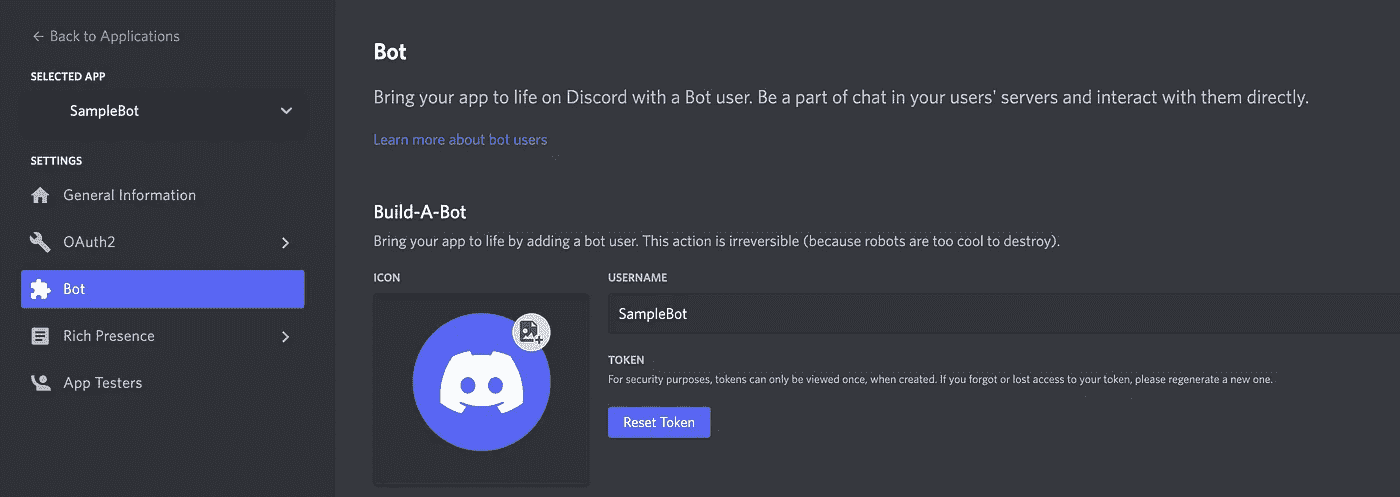 ← Back to Applications
SELECTED APP
SampleBot
SETTINGS
General Information
OAuth2
Bot
Rich Presence
App Testers
Bot
Bring your app to life on Discord with a Bot user. Be a part of chat in your users' servers and interact with them directly.
Learn more about bot users
Build-A-Bot
Bring your app to life by adding a bot user. This action is irreversible (because robots are too cool to destroy).
ICON
USERNAME
SampleBot
TOKEN
For security purposes, tokens can only be viewed once, when created. If you forgot or lost access to your token, please regenerate a new one.
Reset Token